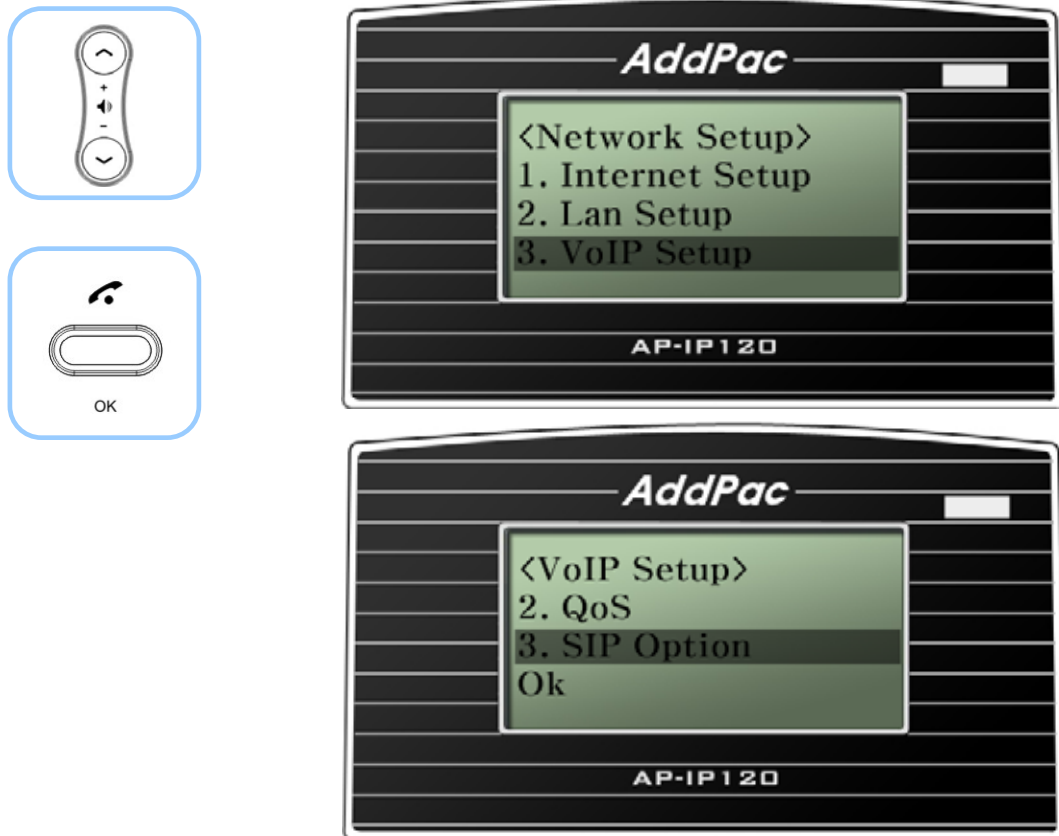 +
-
OK
AddPac
<Network Setup>
1. Internet Setup
2. Lan Setup
3. VoIP Setup
AP-IP120
AddPac
<VoIP Setup>
2. QoS
3. SIP Option
Ok
AP-IP120